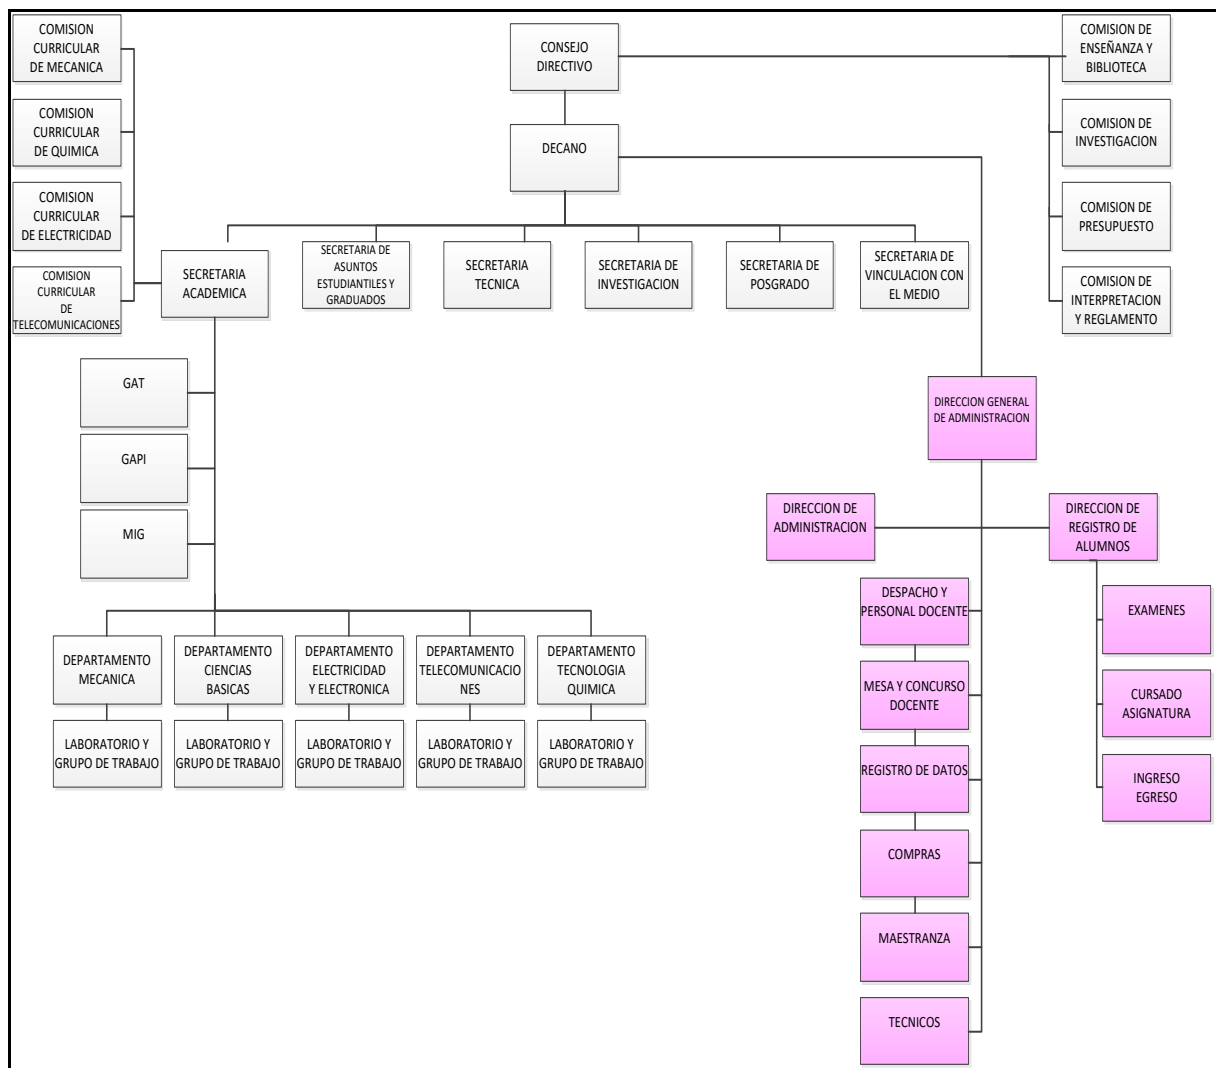 COMISION
CURRICULAR
DE MECANICA
CONSEJO
DIRECTIVO
COMISION DE
ENSEÑANZA Y
BIBLIOTECA
COMISION
CURRICULAR
DE QUIMICA
DECANO
COMISION DE
INVESTIGACION
COMISION
CURRICULAR
DE ELECTRICIDAD
COMISION DE
PRESUPUESTO
COMISION
CURRICULAR
DE
TELECOMUNICACIONES
SECRETARIA
ACADEMICA
SECRETARIA DE
ASUNTOS
ESTUDIANTILES Y
GRADUADOS
SECRETARIA
TECNICA
SECRETARIA DE
INVESTIGACION
SECRETARIA DE
POSGRADO
SECRETARIA DE
VINCULACION CON
EL MEDIO
COMISION DE
INTERPRETACION
Y REGLAMENTO
GAT
DIRECCION GENERAL
DE ADMINISTRACION
GAPI
MIG
DIRECCION DE
ADMINISTRACION
DIRECCION DE
REGISTRO DE
ALUMNOS
DESPACHO Y
PERSONAL DOCENTE
EXAMENES
DEPARTAMENTO
MECANICA
DEPARTAMENTO
CIENCIAS
BASICAS
DEPARTAMENTO
ELECTRICIDAD
Y ELECTRONICA
DEPARTAMENTO
TELECOMUNICACIO
NES
DEPARTAMENTO
TECNOLOGIA
QUIMICA
MESA Y CONCURSO
DOCENTE
CURSADO
ASIGNATURA
LABORATORIO Y
GRUPO DE TRABAJO
LABORATORIO Y
GRUPO DE TRABAJO
LABORATORIO Y
GRUPO DE TRABAJO
LABORATORIO Y
GRUPO DE TRABAJO
LABORATORIO Y
GRUPO DE TRABAJO
REGISTRO DE DATOS
INGRESO
EGRESO
COMPRAS
MAESTRANZA
TECNICOS